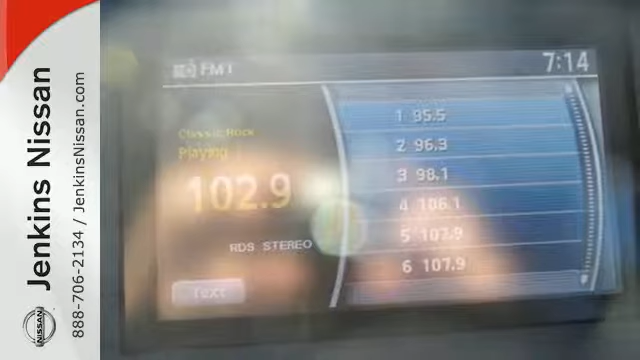 Jenkins Nissan
888-706-2134 / JenkinsNissan.com
NISSAN
FM1
7:14
Classic Rock
Playing
102.9
RDS STEREO
Text
1 95.5
2 96.3
3 98.1
4 106.1
5 107.9
6 107.9